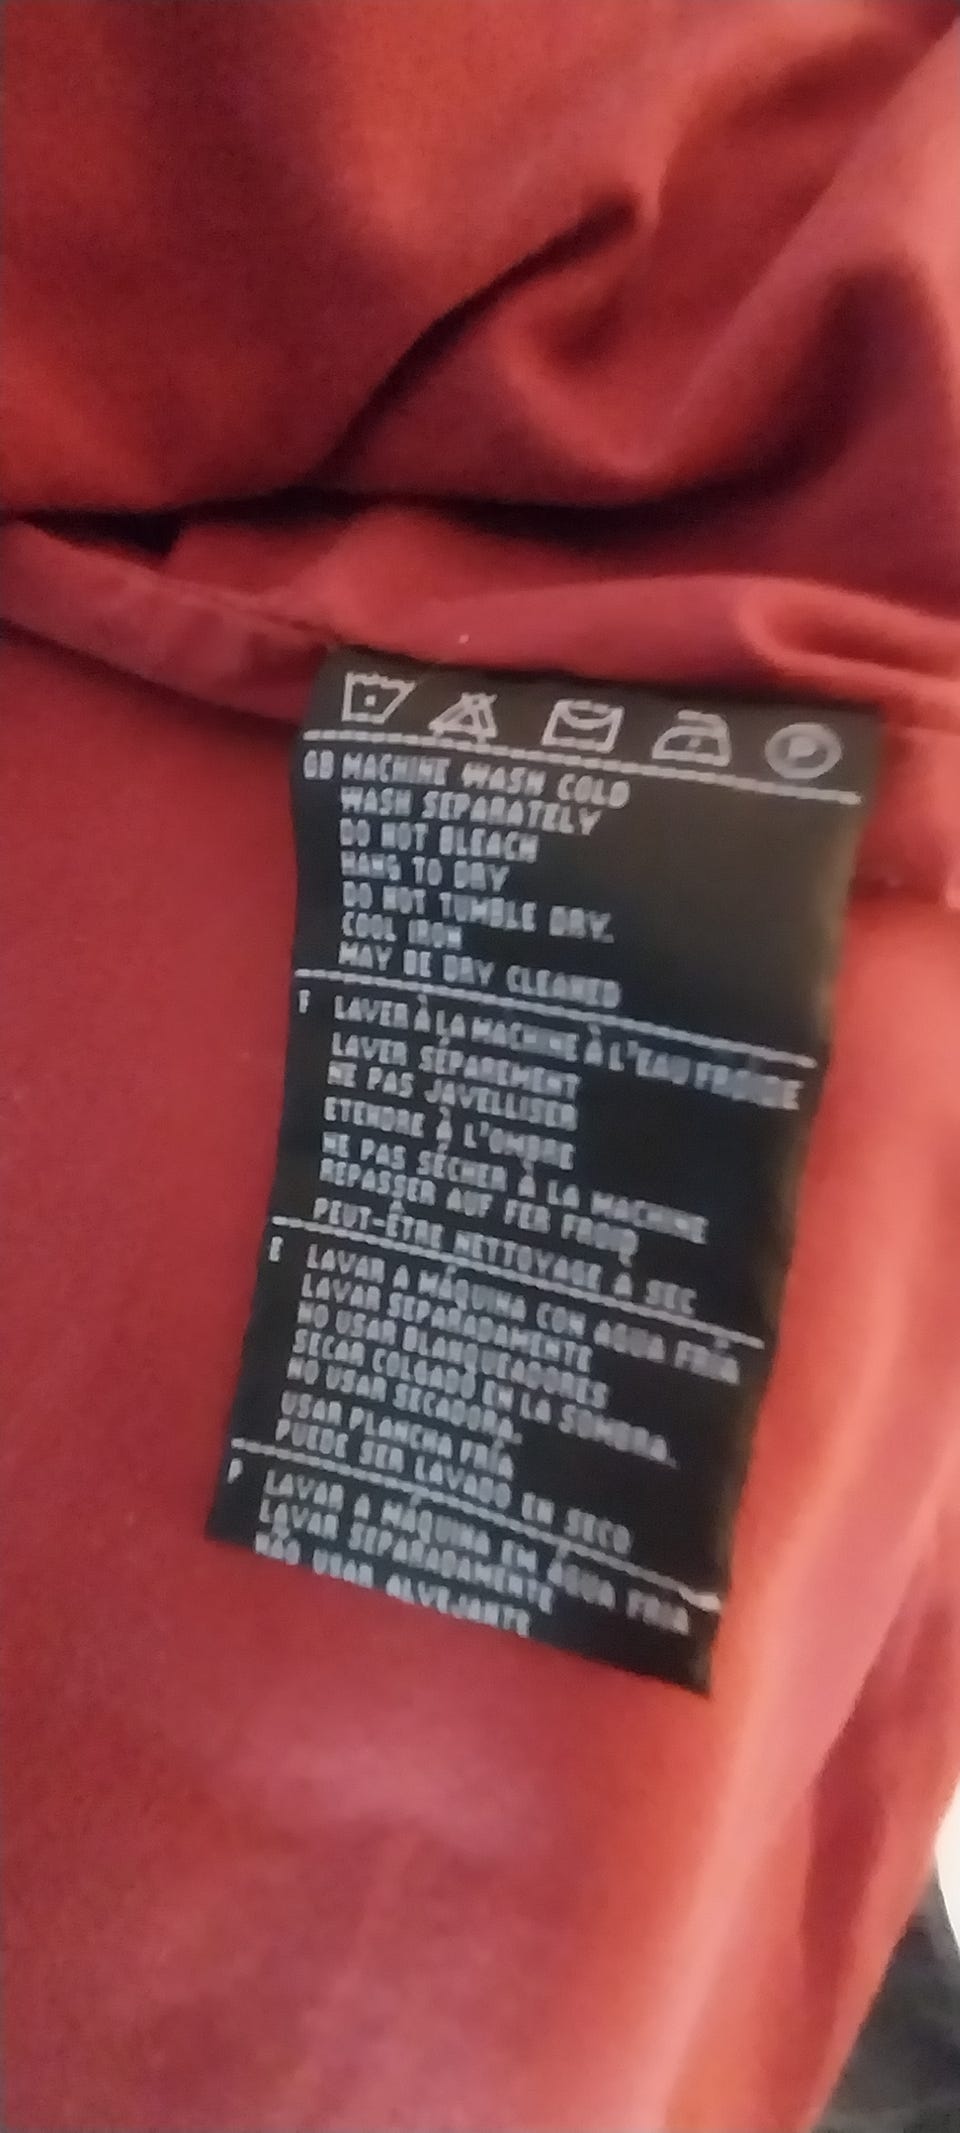 GB MACHINE WASH COLD
WASH SEPARATELY
DO NOT BLEACH
HANG TO DRY
DO NOT TUMBLE DRY.
COOL IRON
MAY BE DRY CLEANED
F LAVER À LA MACHINE À L'EAU FROIDE
LAVER SÉPAREMENT
NE PAS JAVELLISER
ETENDRE À L'OMBRE
NE PAS SÉCHER À LA MACHINE
REPASSER AUF FER FROID
PEUT-ÊTRE NETTOYAGE À SEC
E LAVAR A MÁQUINA CON AGUA FRÍA
LAVAR SEPARADAMENTE
NO USAR BLANQUEADORES
SECAR COLGADO EN LA SOMBRA.
NO USAR SECADORA.
USAR PLANCHA FRÍA
PUEDE SER LAVADO EN SECO
P LAVAR A MÁQUINA EM ÁGUA FRIA
LAVAR SEPARADAMENTE
NÃO USAR ALVEJANTE